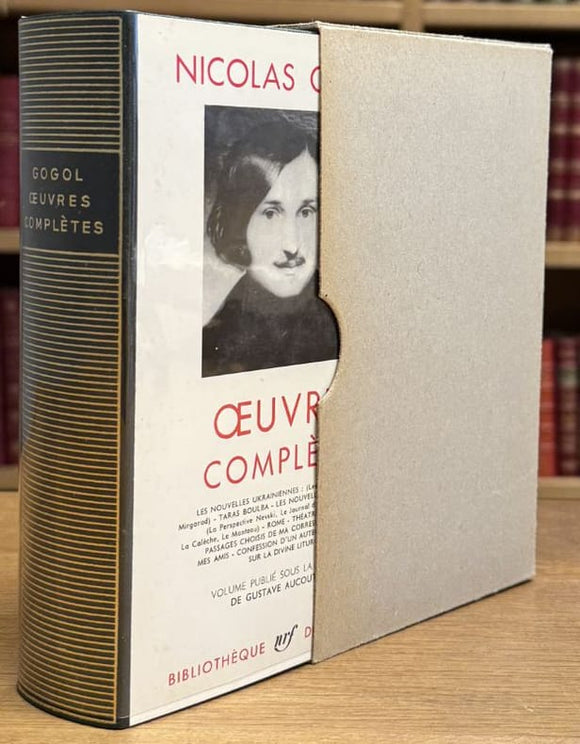 GOGOL
ŒUVRES
COMPLÈTES
NICOLAS
ŒUVR
COMPLÈ
LES NOUVELLES UKRAINIENNES : (Le
Mirgorod) - TARAS BOULBA - LES NOUVELL
(La Perspective Nevski, Le Journal d
La Calèche, Le Manteau) - ROME - THÉATR
PASSAGES CHOISIS DE MA CORRES
MES AMIS - CONFESSION D'UN AUTE
SUR LA DIVINE LITUR
VOLUME PUBLIÉ SOUS LA
DE GUSTAVE AUCOUT
BIBLIOTHÈQUE nrf D